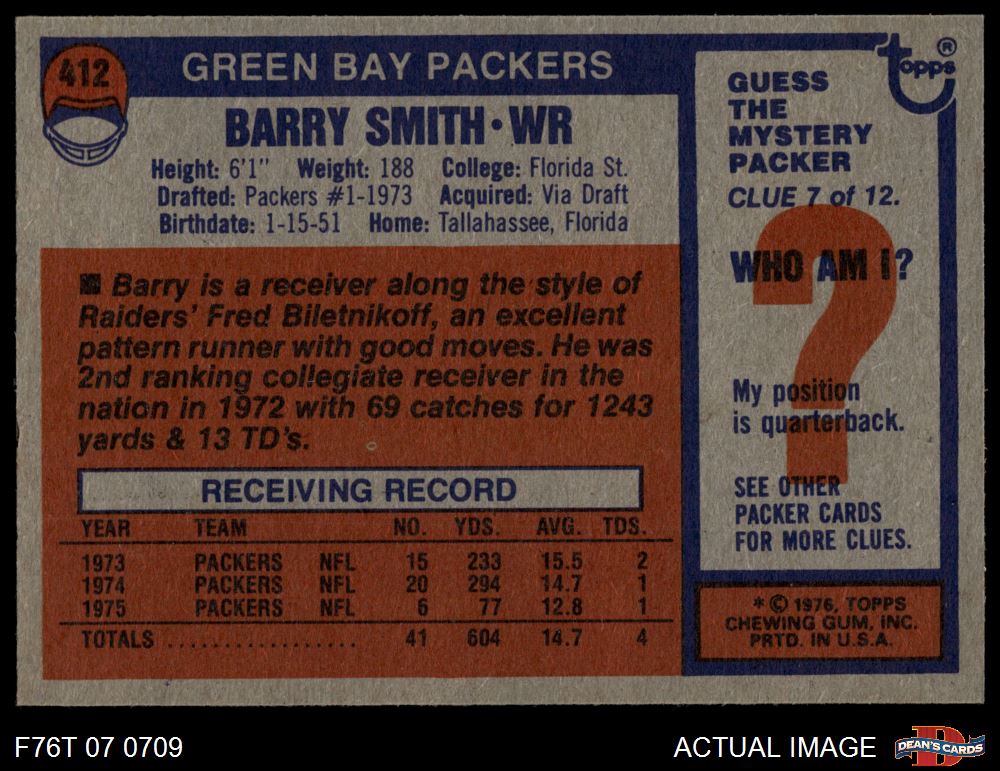 412
GREEN BAY PACKERS
BARRY SMITH • WR
Height: 6'1" Weight: 188 College: Florida St.
Drafted: Packers #1-1973 Acquired: Via Draft
Birthdate: 1-15-51 Home: Tallahassee, Florida
■ Barry is a receiver along the style of
Raiders' Fred Biletnikoff, an excellent
pattern runner with good moves. He was
2nd ranking collegiate receiver in the
nation in 1972 with 69 catches for 1243
yards & 13 TD's.
RECEIVING RECORD
YEAR TEAM NO. YDS. AVG. TDS.
1973 PACKERS NFL 15 233 15.5 2
1974 PACKERS NFL 20 294 14.7 1
1975 PACKERS NFL 6 77 12.8 1
TOTALS .................. 41 604 14.7 4
topps ®
GUESS
THE
MYSTERY
PACKER
CLUE 7 of 12.
?
WHO AM I?
My position
is quarterback.
SEE OTHER
PACKER CARDS
FOR MORE CLUES.
* © 1976, TOPPS
CHEWING GUM, INC.
PRTD. IN U.S.A.
F76T 07 0709
ACTUAL IMAGE
D
DEAN'S CARDS